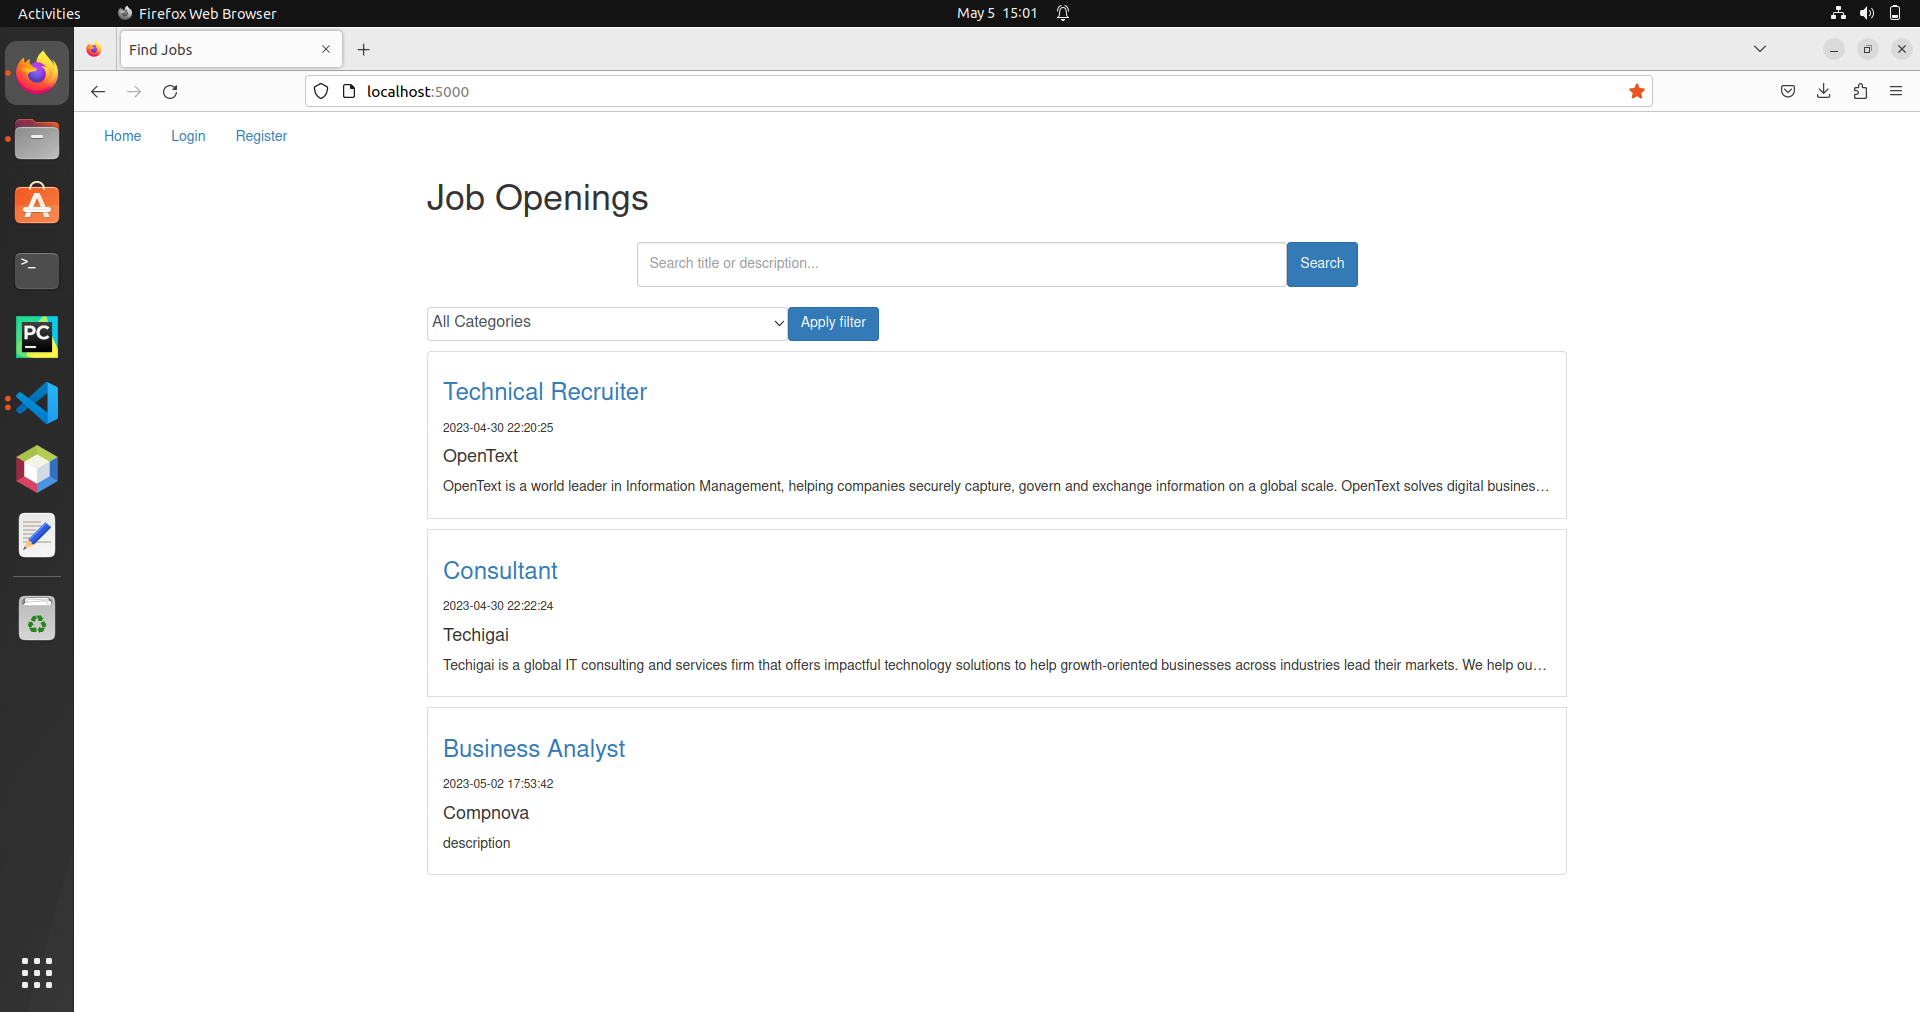 Activities Firefox Web Browser May 5 15:01
Find Jobs
localhost:5000
Home Login Register
Job Openings
Search title or description... Search
All Categories Apply filter
Technical Recruiter
2023-04-30 22:20:25
OpenText
OpenText is a world leader in Information Management, helping companies securely capture, govern and exchange information on a global scale. OpenText solves digital busines...
Consultant
2023-04-30 22:22:24
Techigai
Techigai is a global IT consulting and services firm that offers impactful technology solutions to help growth-oriented businesses across industries lead their markets. We help ou...
Business Analyst
2023-05-02 17:53:42
Compnova
description
>_
PC